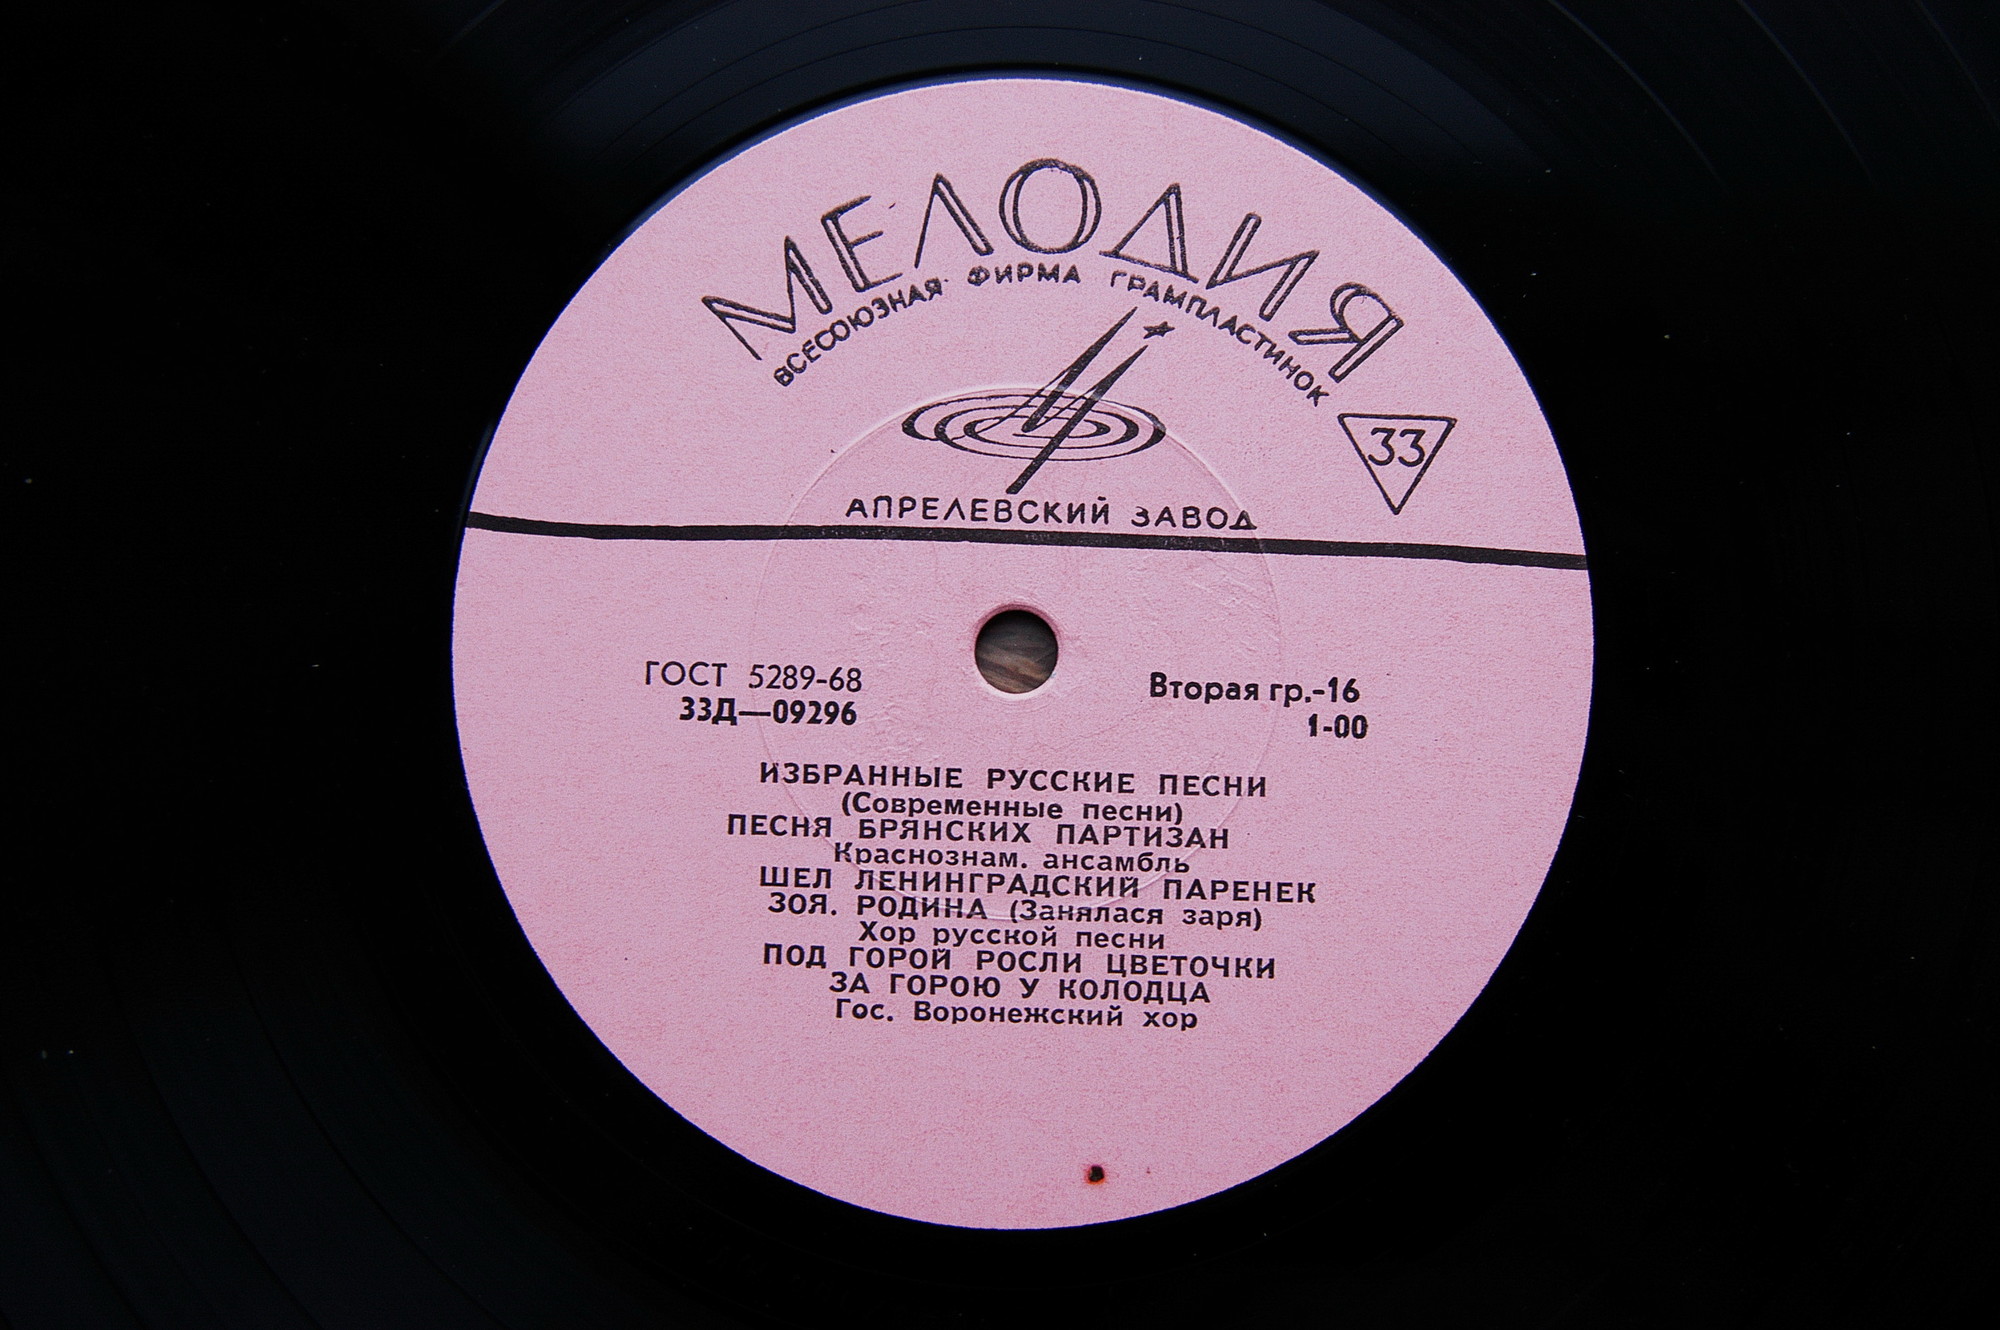 МЕЛОДИЯ
ВСЕСОЮЗНАЯ ФИРМА ГРАМПЛАСТИНОК
33
АПРЕЛЕВСКИЙ ЗАВОД
ГОСТ 5289-68
33Д—09296
Вторая гр.-16
1-00
ИЗБРАННЫЕ РУССКИЕ ПЕСНИ
(Современные песни)
ПЕСНЯ БРЯНСКИХ ПАРТИЗАН
Краснознам. ансамбль
ШЕЛ ЛЕНИНГРАДСКИЙ ПАРЕНЕК
ЗОЯ. РОДИНА (Занялася заря)
Хор русской песни
ПОД ГОРОЙ РОСЛИ ЦВЕТОЧКИ
ЗА ГОРОЮ У КОЛОДЦА
Гос. Воронежский хор